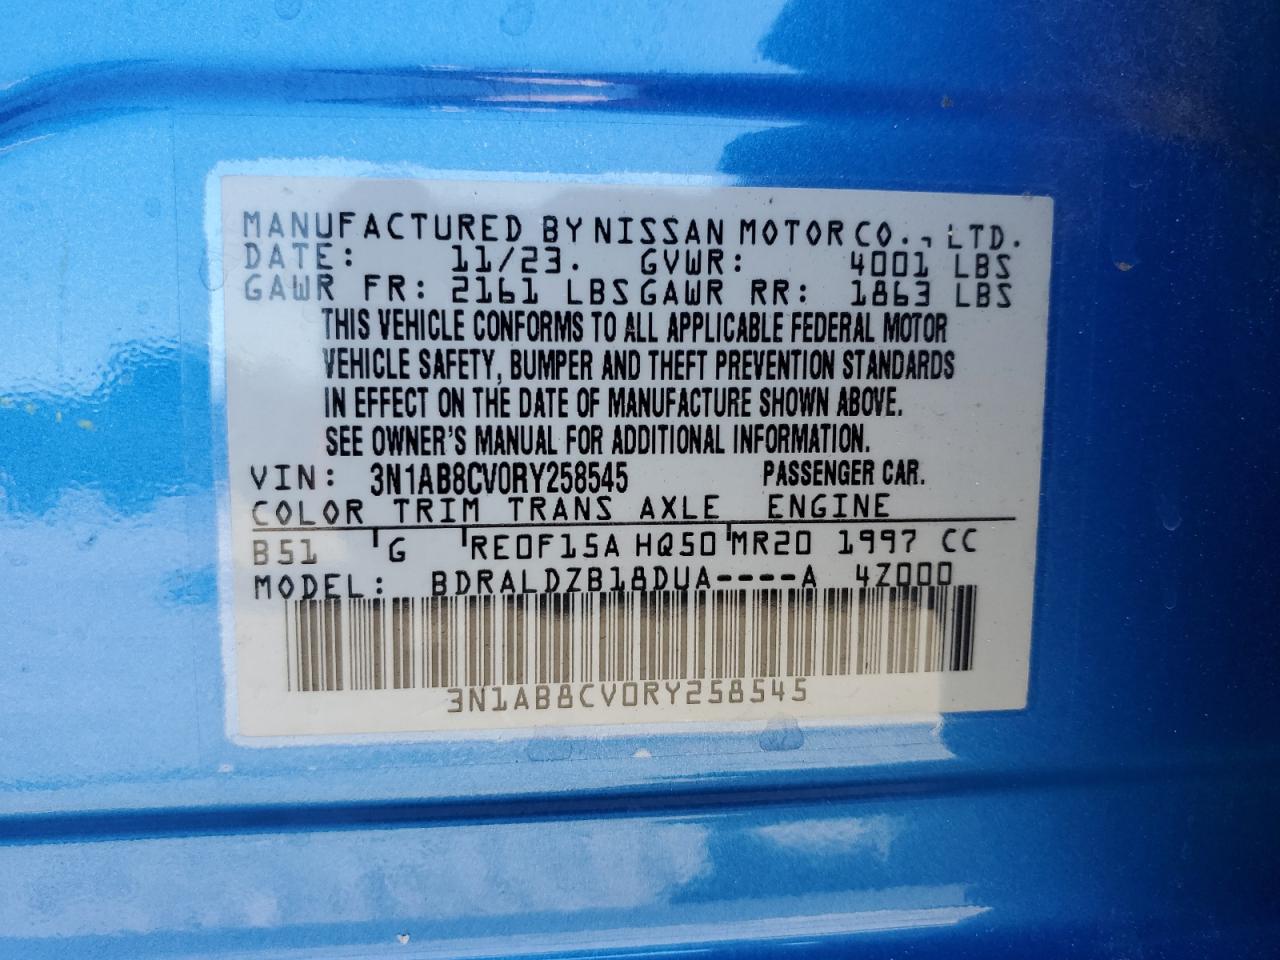 MANUFACTURED BY NISSAN MOTOR CO., LTD.
DATE: 11/23. GVWR: 4001 LBS
GAWR FR: 2161 LBS GAWR RR: 1863 LBS
THIS VEHICLE CONFORMS TO ALL APPLICABLE FEDERAL MOTOR
VEHICLE SAFETY, BUMPER AND THEFT PREVENTION STANDARDS
IN EFFECT ON THE DATE OF MANUFACTURE SHOWN ABOVE.
SEE OWNER'S MANUAL FOR ADDITIONAL INFORMATION.
VIN: 3N1AB8CV0RY258545 PASSENGER CAR.
COLOR TRIM TRANS AXLE ENGINE
B51 G RE0F15A HQ50 MR20 1997 CC
MODEL: BDRALDZB18DUA----A 4Z000
3N1AB8CV0RY258545